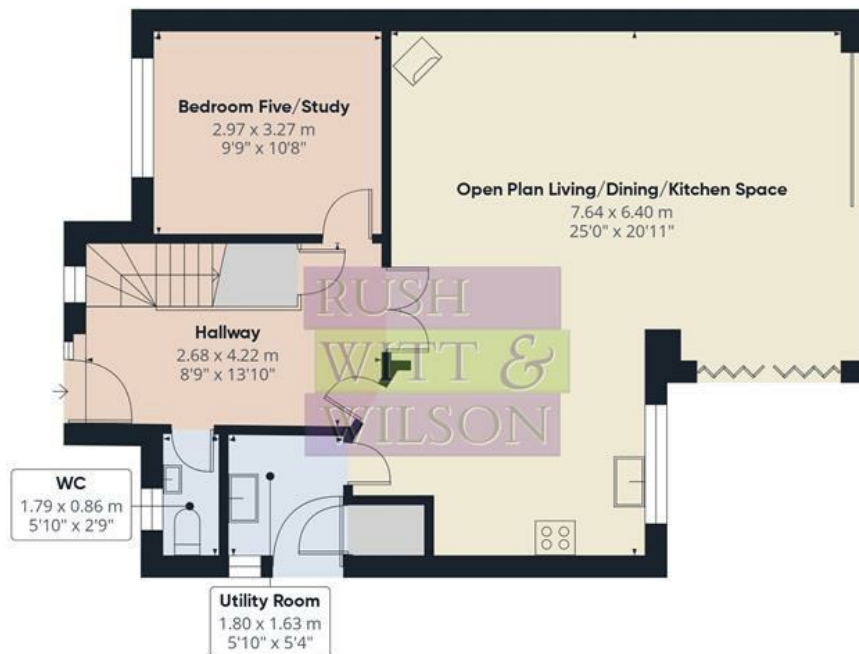 Bedroom Five/Study
2.97 x 3.27 m
9'9" x 10'8"
Open Plan Living/Dining/Kitchen Space
7.64 x 6.40 m
25'0" x 20'11"
RUSH
WITT &
WILSON
Hallway
2.68 x 4.22 m
8'9" x 13'10"
WC
1.79 x 0.86 m
5'10" x 2'9"
Utility Room
1.80 x 1.63 m
5'10" x 5'4"